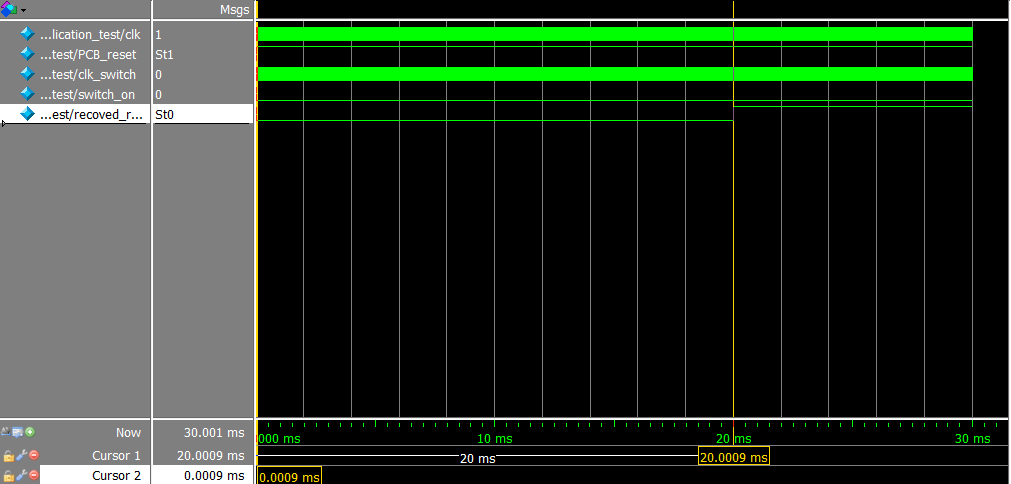 Msgs
...lication_test/clk 1
...test/PCB_reset St1
...test/clk_switch 0
...test/switch_on 0
...est/recoved_r... St0
Now 30.001 ms
000 ms 10 ms 20 ms 30 ms
Cursor 1 20.0009 ms
20 ms 20.0009 ms
Cursor 2 0.0009 ms
0.0009 ms